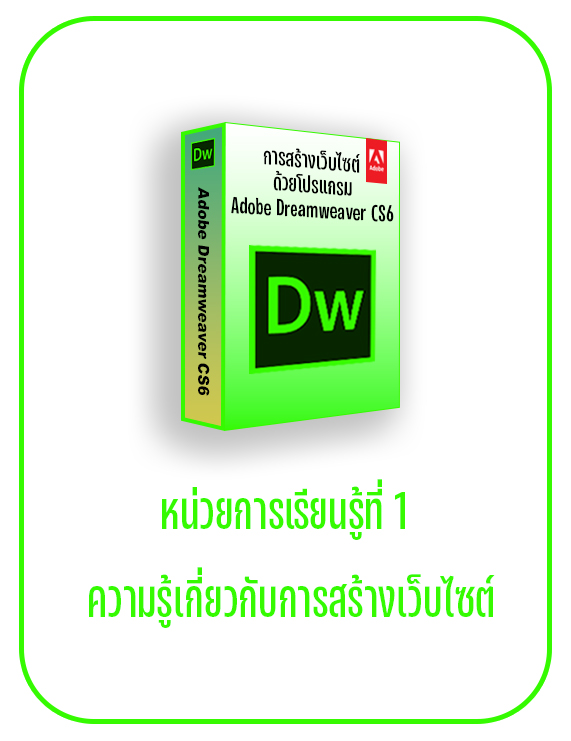 การสร้างเว็บไซต์
ด้วยโปรแกรม
Adobe Dreamweaver CS6
Dw
Adobe Dreamweaver CS6
Adobe
Dw
หน่วยการเรียนรู้ที่ 1
ความรู้เกี่ยวกับการสร้างเว็บไซต์